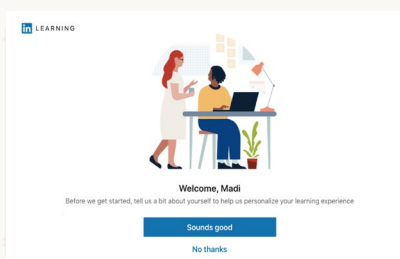 in LEARNING
Welcome, Madi
Before we get started, tell us a bit about yourself to help us personalize your learning experience
Sounds good
No thanks